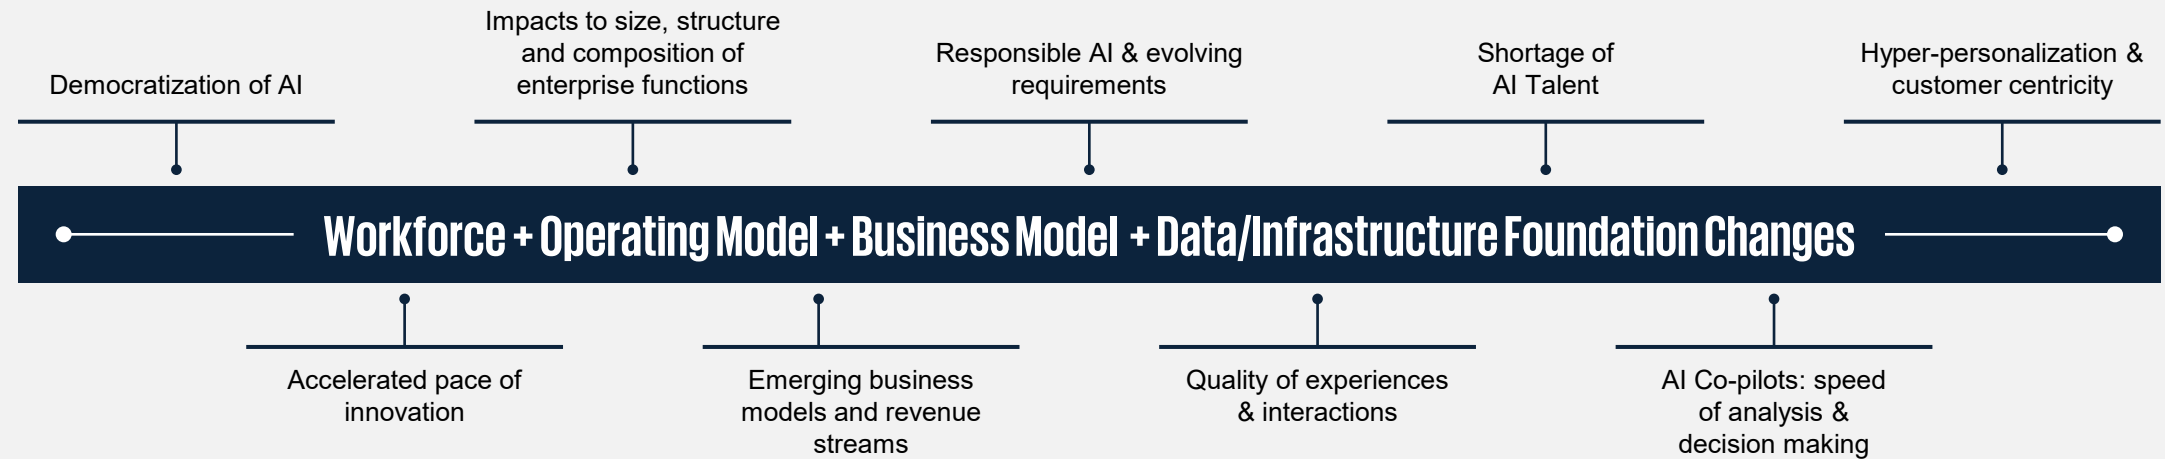 Democratization of AI
Impacts to size, structure
and composition of
enterprise functions
Responsible AI & evolving
requirements
Shortage of
AI Talent
Hyper-personalization &
customer centricity
Workforce + Operating Model + Business Model + Data/Infrastructure Foundation Changes
Accelerated pace of
innovation
Emerging business
models and revenue
streams
Quality of experiences
& interactions
AI Co-pilots: speed
of analysis &
decision making